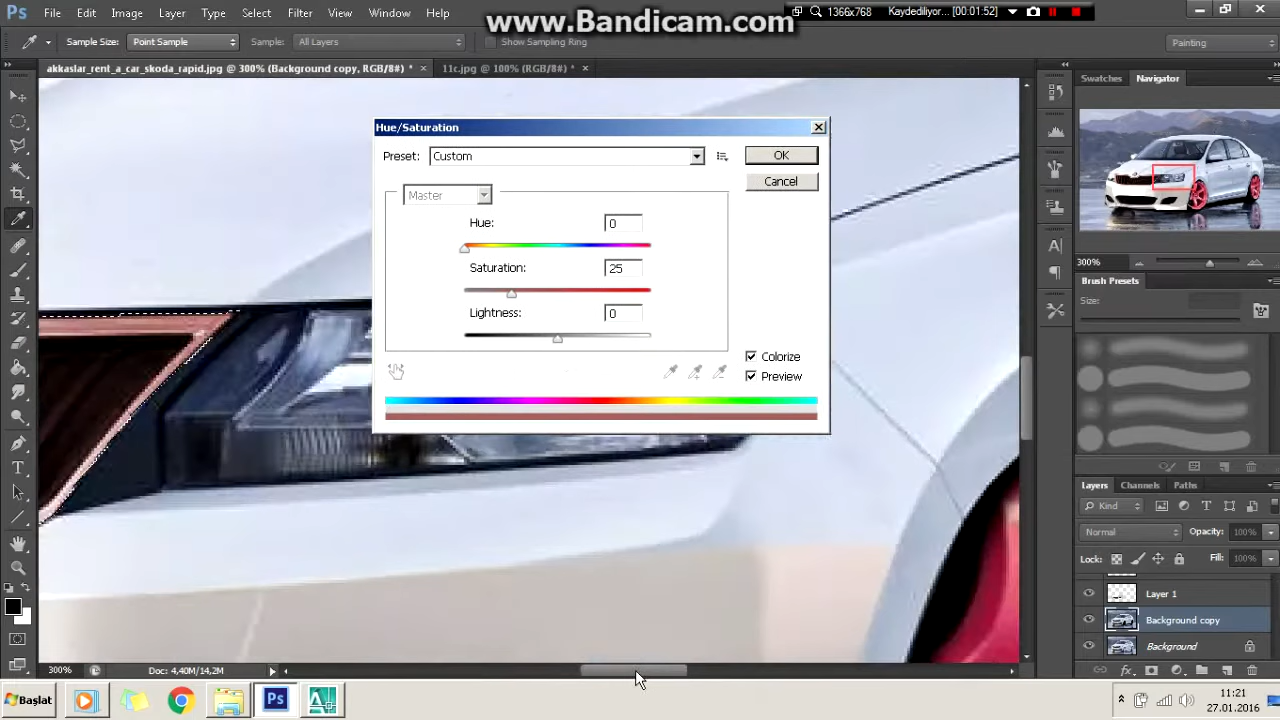 Ps File Edit Image Layer Type Select Filter View Window Help
www.Bandicam.com
1366x768 Kaydediliyor... [00:01:52]
Sample Size: Point Sample Sample: All Layers Show Sampling Ring Painting
akkaslar_rent_a_car_skoda_rapid.jpg @ 300% (Background copy, RGB/8#) * × 11c.jpg @ 100% (RGB/8#) * ×
Swatches Navigator
Hue/Saturation
Preset: Custom OK
Cancel
Master
Hue: 0
Saturation: 25
Lightness: 0
Colorize
Preview
300%
Brush Presets
Size:
Layers Channels Paths
Kind
Normal Opacity: 100%
Lock: Fill: 100%
Layer 1
Background copy
Background
300% Doc: 4,40M/14,2M
Başlat Ps
11:21
27.01.2016